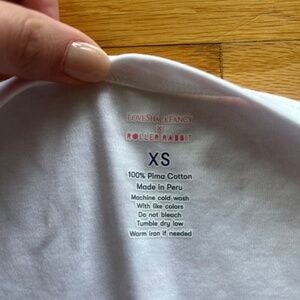 LOVESHACKFANCY
X
ROLLER RABBIT
XS
100% Pima Cotton
Made in Peru
Machine cold wash
With like colors
Do not bleach
Tumble dry low
Warm iron if needed